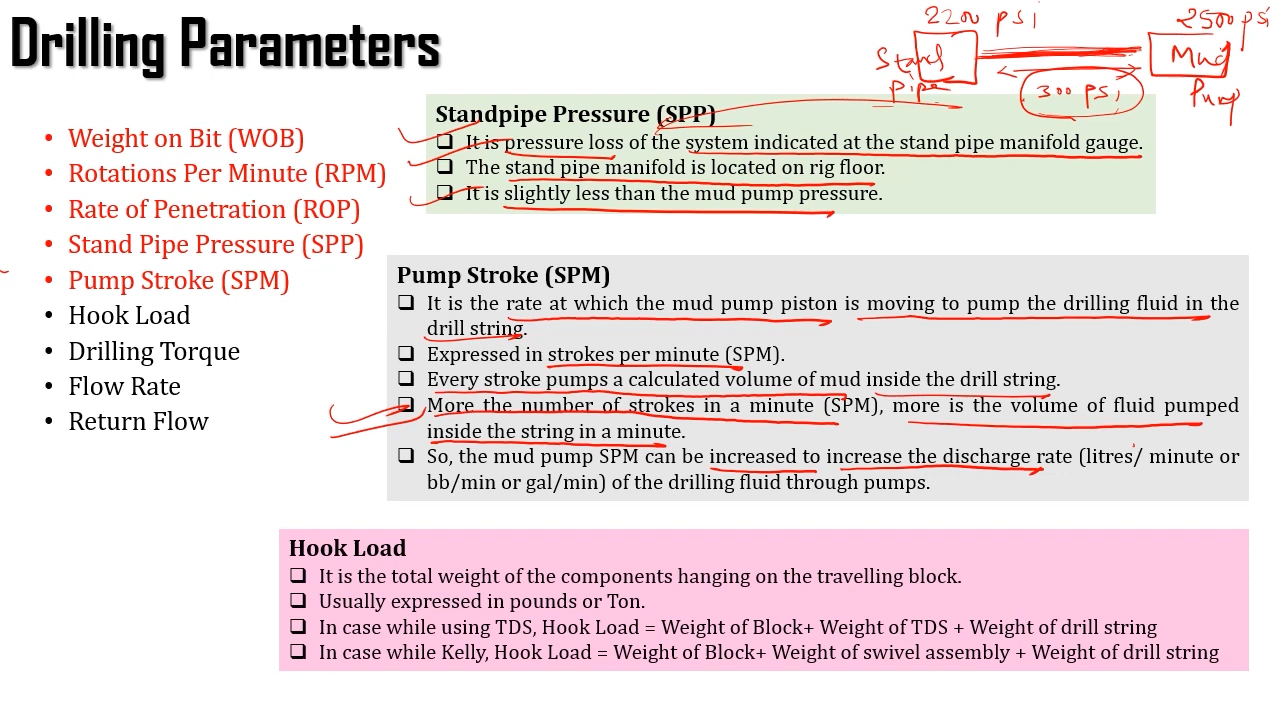 Drilling Parameters
2200 psi
2500 psi
Stand
pipe
Mud
Pump
300 psi
• Weight on Bit (WOB)
• Rotations Per Minute (RPM)
• Rate of Penetration (ROP)
• Stand Pipe Pressure (SPP)
• Pump Stroke (SPM)
• Hook Load
• Drilling Torque
• Flow Rate
• Return Flow
Standpipe Pressure (SPP)
❑ It is pressure loss of the system indicated at the stand pipe manifold gauge.
❑ The stand pipe manifold is located on rig floor.
❑ It is slightly less than the mud pump pressure.
Pump Stroke (SPM)
❑ It is the rate at which the mud pump piston is moving to pump the drilling fluid in the
drill string.
❑ Expressed in strokes per minute (SPM).
❑ Every stroke pumps a calculated volume of mud inside the drill string.
❑ More the number of strokes in a minute (SPM), more is the volume of fluid pumped
inside the string in a minute.
❑ So, the mud pump SPM can be increased to increase the discharge rate (litres/ minute or
bb/min or gal/min) of the drilling fluid through pumps.
Hook Load
❑ It is the total weight of the components hanging on the travelling block.
❑ Usually expressed in pounds or Ton.
❑ In case while using TDS, Hook Load = Weight of Block+ Weight of TDS + Weight of drill string
❑ In case while Kelly, Hook Load = Weight of Block+ Weight of swivel assembly + Weight of drill string